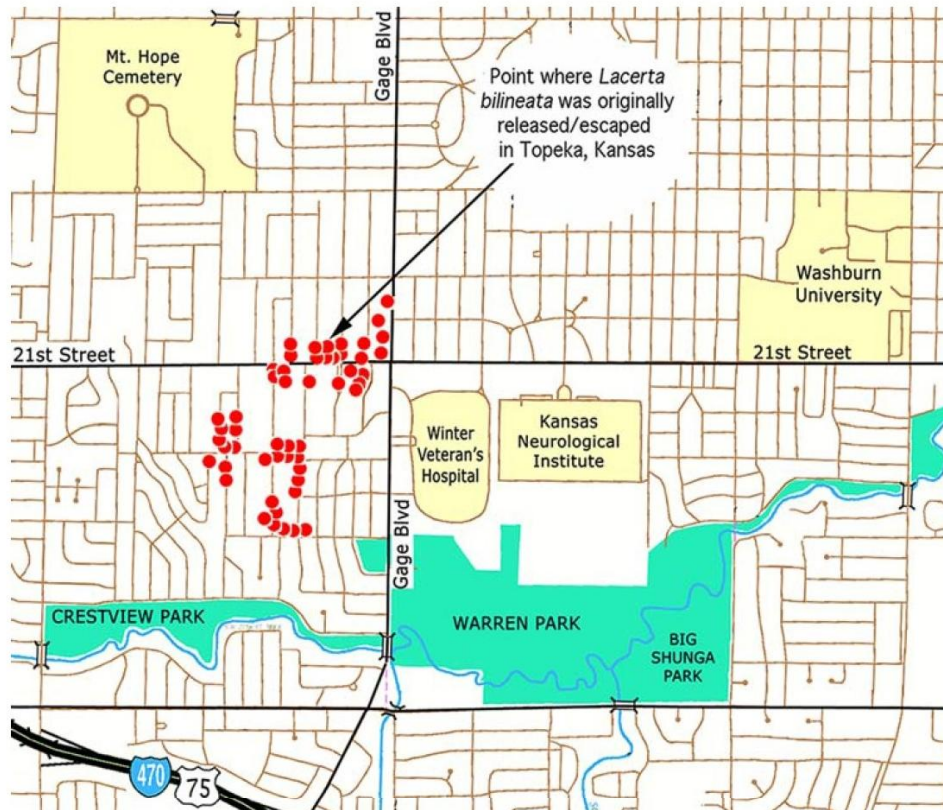 Mt. Hope
Cemetery
Gage Blvd
Point where Lacerta
bilineata was originally
released/escaped
in Topeka, Kansas
Washburn
University
21st Street
21st Street
Winter
Veteran's
Hospital
Kansas
Neurological
Institute
Gage Blvd
CRESTVIEW PARK
WARREN PARK
BIG
SHUNGA
PARK
470
75